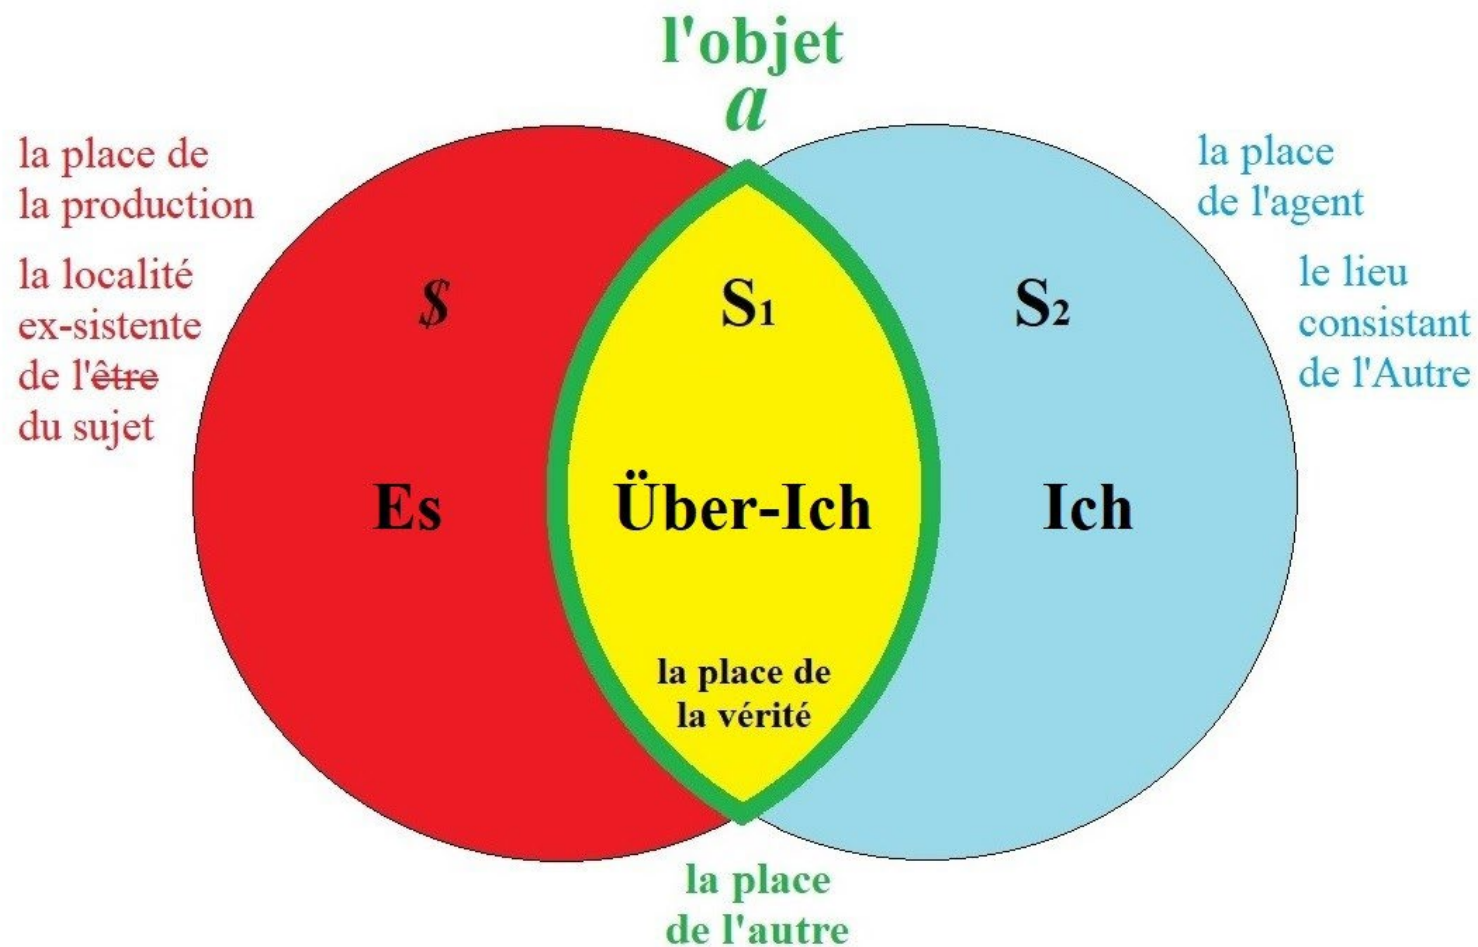 l'objet
a
la place de
la production
la localité
ex-sistente
de l'être
du sujet
$
Es
S1
Über-Ich
la place de
la vérité
S2
Ich
la place
de l'agent
le lieu
consistant
de l'Autre
la place
de l'autre